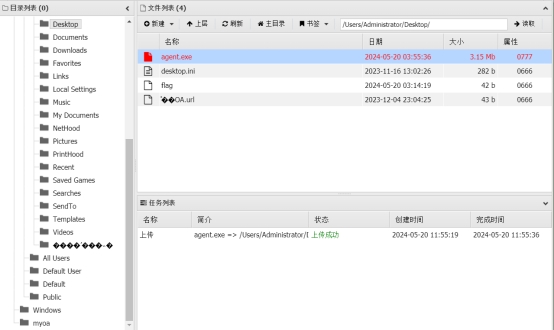 目录列表 (0)
Desktop
Documents
Downloads
Favorites
Links
Local Settings
Music
My Documents
NetHood
Pictures
PrintHood
Recent
Saved Games
Searches
SendTo
Templates
Videos
All Users
Default User
Default
Public
Windows
myoa
文件列表 (4)
新建 上层 刷新 主目录 书签 /Users/Administrator/Desktop/ 读取
名称 日期 大小 属性
agent.exe 2024-05-20 03:55:36 3.15 Mb 0777
desktop.ini 2023-11-16 13:02:26 282 b 0666
flag 2024-05-20 03:14:19 42 b 0666
'��OA.url 2023-12-04 23:04:25 43 b 0666
任务列表
名称 简介 状态 创建时间 完成时间
上传 agent.exe => /Users/Administrator/[ 上传成功 2024-05-20 11:55:19 2024-05-20 11:55:36